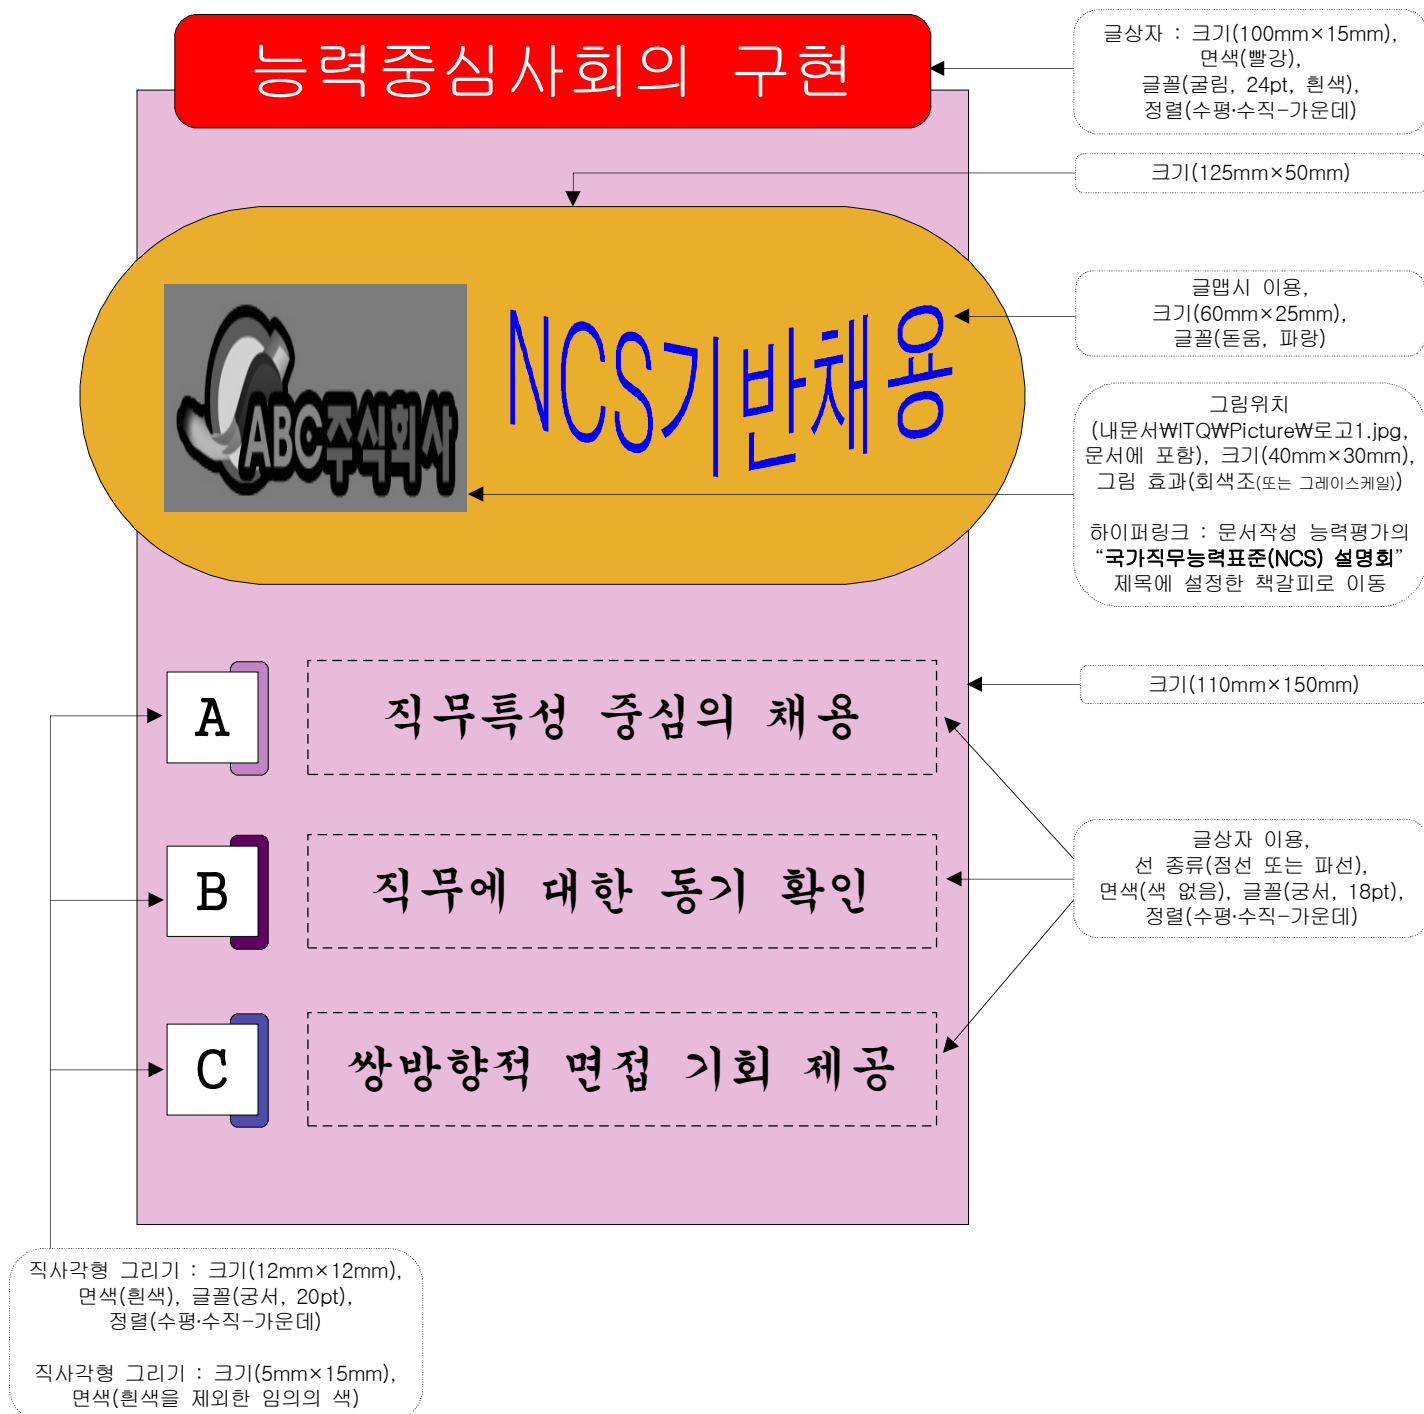 능력중심사회의 구현
글상자 : 크기(100mm×15mm),
면색(빨강),
글꼴(굴림, 24pt, 흰색),
정렬(수평·수직-가운데)
크기(125mm×50mm)
ABC주식회사
NCS기반채용
글맵시 이용,
크기(60mm×25mm),
글꼴(돋움, 파랑)
그림위치
(내문서₩ITQ₩Picture₩로고1.jpg,
문서에 포함), 크기(40mm×30mm),
그림 효과(회색조(또는 그레이스케일))
하이퍼링크 : 문서작성 능력평가의
“국가직무능력표준(NCS) 설명회”
제목에 설정한 책갈피로 이동
크기(110mm×150mm)
A
직무특성 중심의 채용
B
직무에 대한 동기 확인
글상자 이용,
선 종류(점선 또는 파선),
면색(색 없음), 글꼴(궁서, 18pt),
정렬(수평·수직-가운데)
C
쌍방향적 면접 기회 제공
직사각형 그리기 : 크기(12mm×12mm),
면색(흰색), 글꼴(궁서, 20pt),
정렬(수평·수직-가운데)
직사각형 그리기 : 크기(5mm×15mm),
면색(흰색을 제외한 임의의 색)